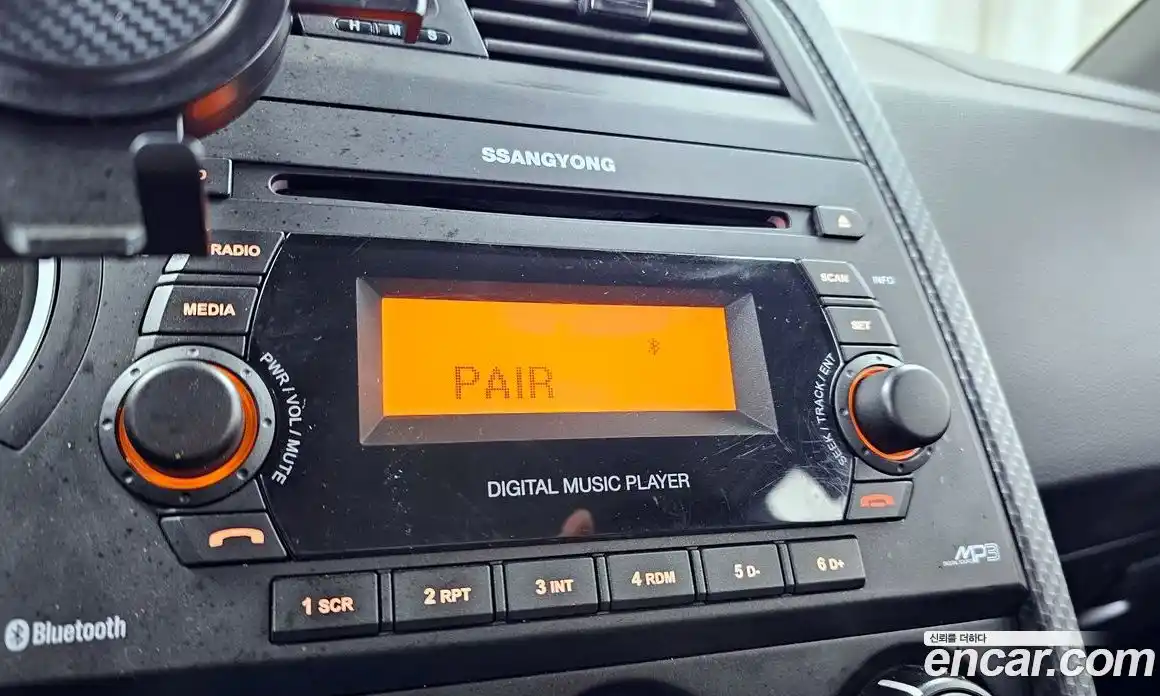 H M S
SSANGYONG
RADIO
SCAN INFO
MEDIA
SET
PWR / VOL / MUTE
PAIR
SEEK / TRACK / ENT
DIGITAL MUSIC PLAYER
MP3
1 SCR 2 RPT 3 INT 4 RDM 5 D- 6 D+
Bluetooth
신뢰를 더하다
encar.com